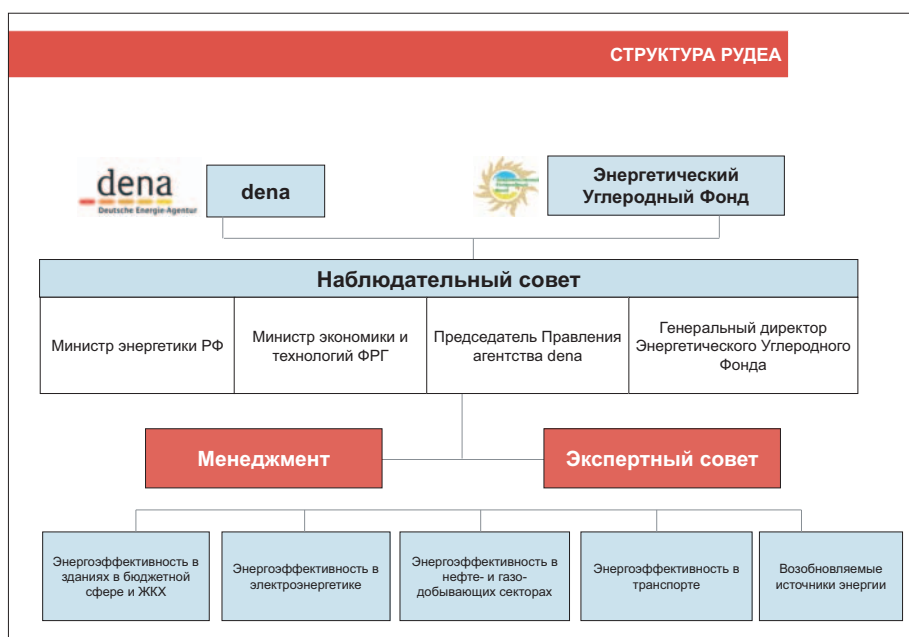 СТРУКТУРА РУДЕА
dena
Deutsche Energie-Agentur
dena
Энергетический
Углеродный Фонд
Наблюдательный совет
Министр энергетики РФ
Министр экономики и
технологий ФРГ
Председатель Правления
агентства dena
Генеральный директор
Энергетического Углеродного
Фонда
Менеджмент
Экспертный совет
Энергоэффективность в
зданиях в бюджетной
сфере и ЖКХ
Энергоэффективность в
электроэнергетике
Энергоэффективность в
нефте- и газо-
добывающих секторах
Энергоэффективность в
транспорте
Возобновляемые
источники энергии